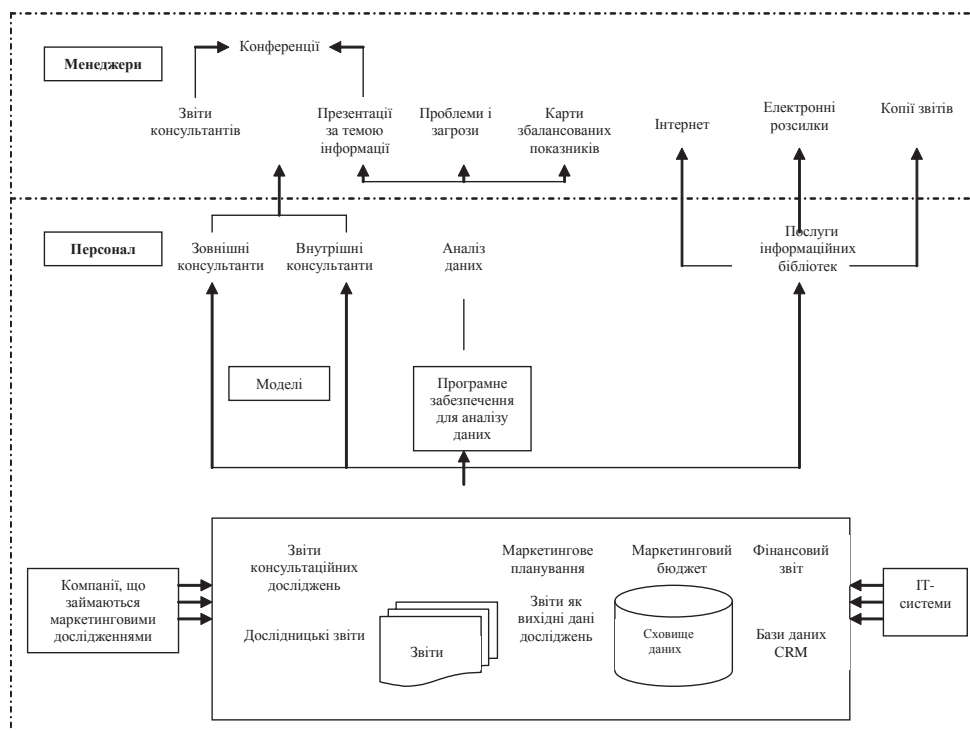 Менеджери
Конференції
Звіти
консультантів
Презентації
за темою
інформації
Проблеми і
загрози
Карти
збалансованих
показників
Інтернет
Електронні
розсилки
Копії звітів
Персонал
Зовнішні
консультанти
Внутрішні
консультанти
Аналіз
даних
Послуги
інформаційних
бібліотек
Моделі
Програмне
забезпечення
для аналізу
даних
Компанії, що
займаються
маркетинговими
дослідженнями
Звіти
консультаційних
досліджень
Дослідницькі звіти
Звіти
Маркетингове
планування
Звіти як
вихідні дані
досліджень
Маркетинговий
бюджет
Сховище
даних
Фінансовий
звіт
Бази даних
CRM
ІТ-
системи